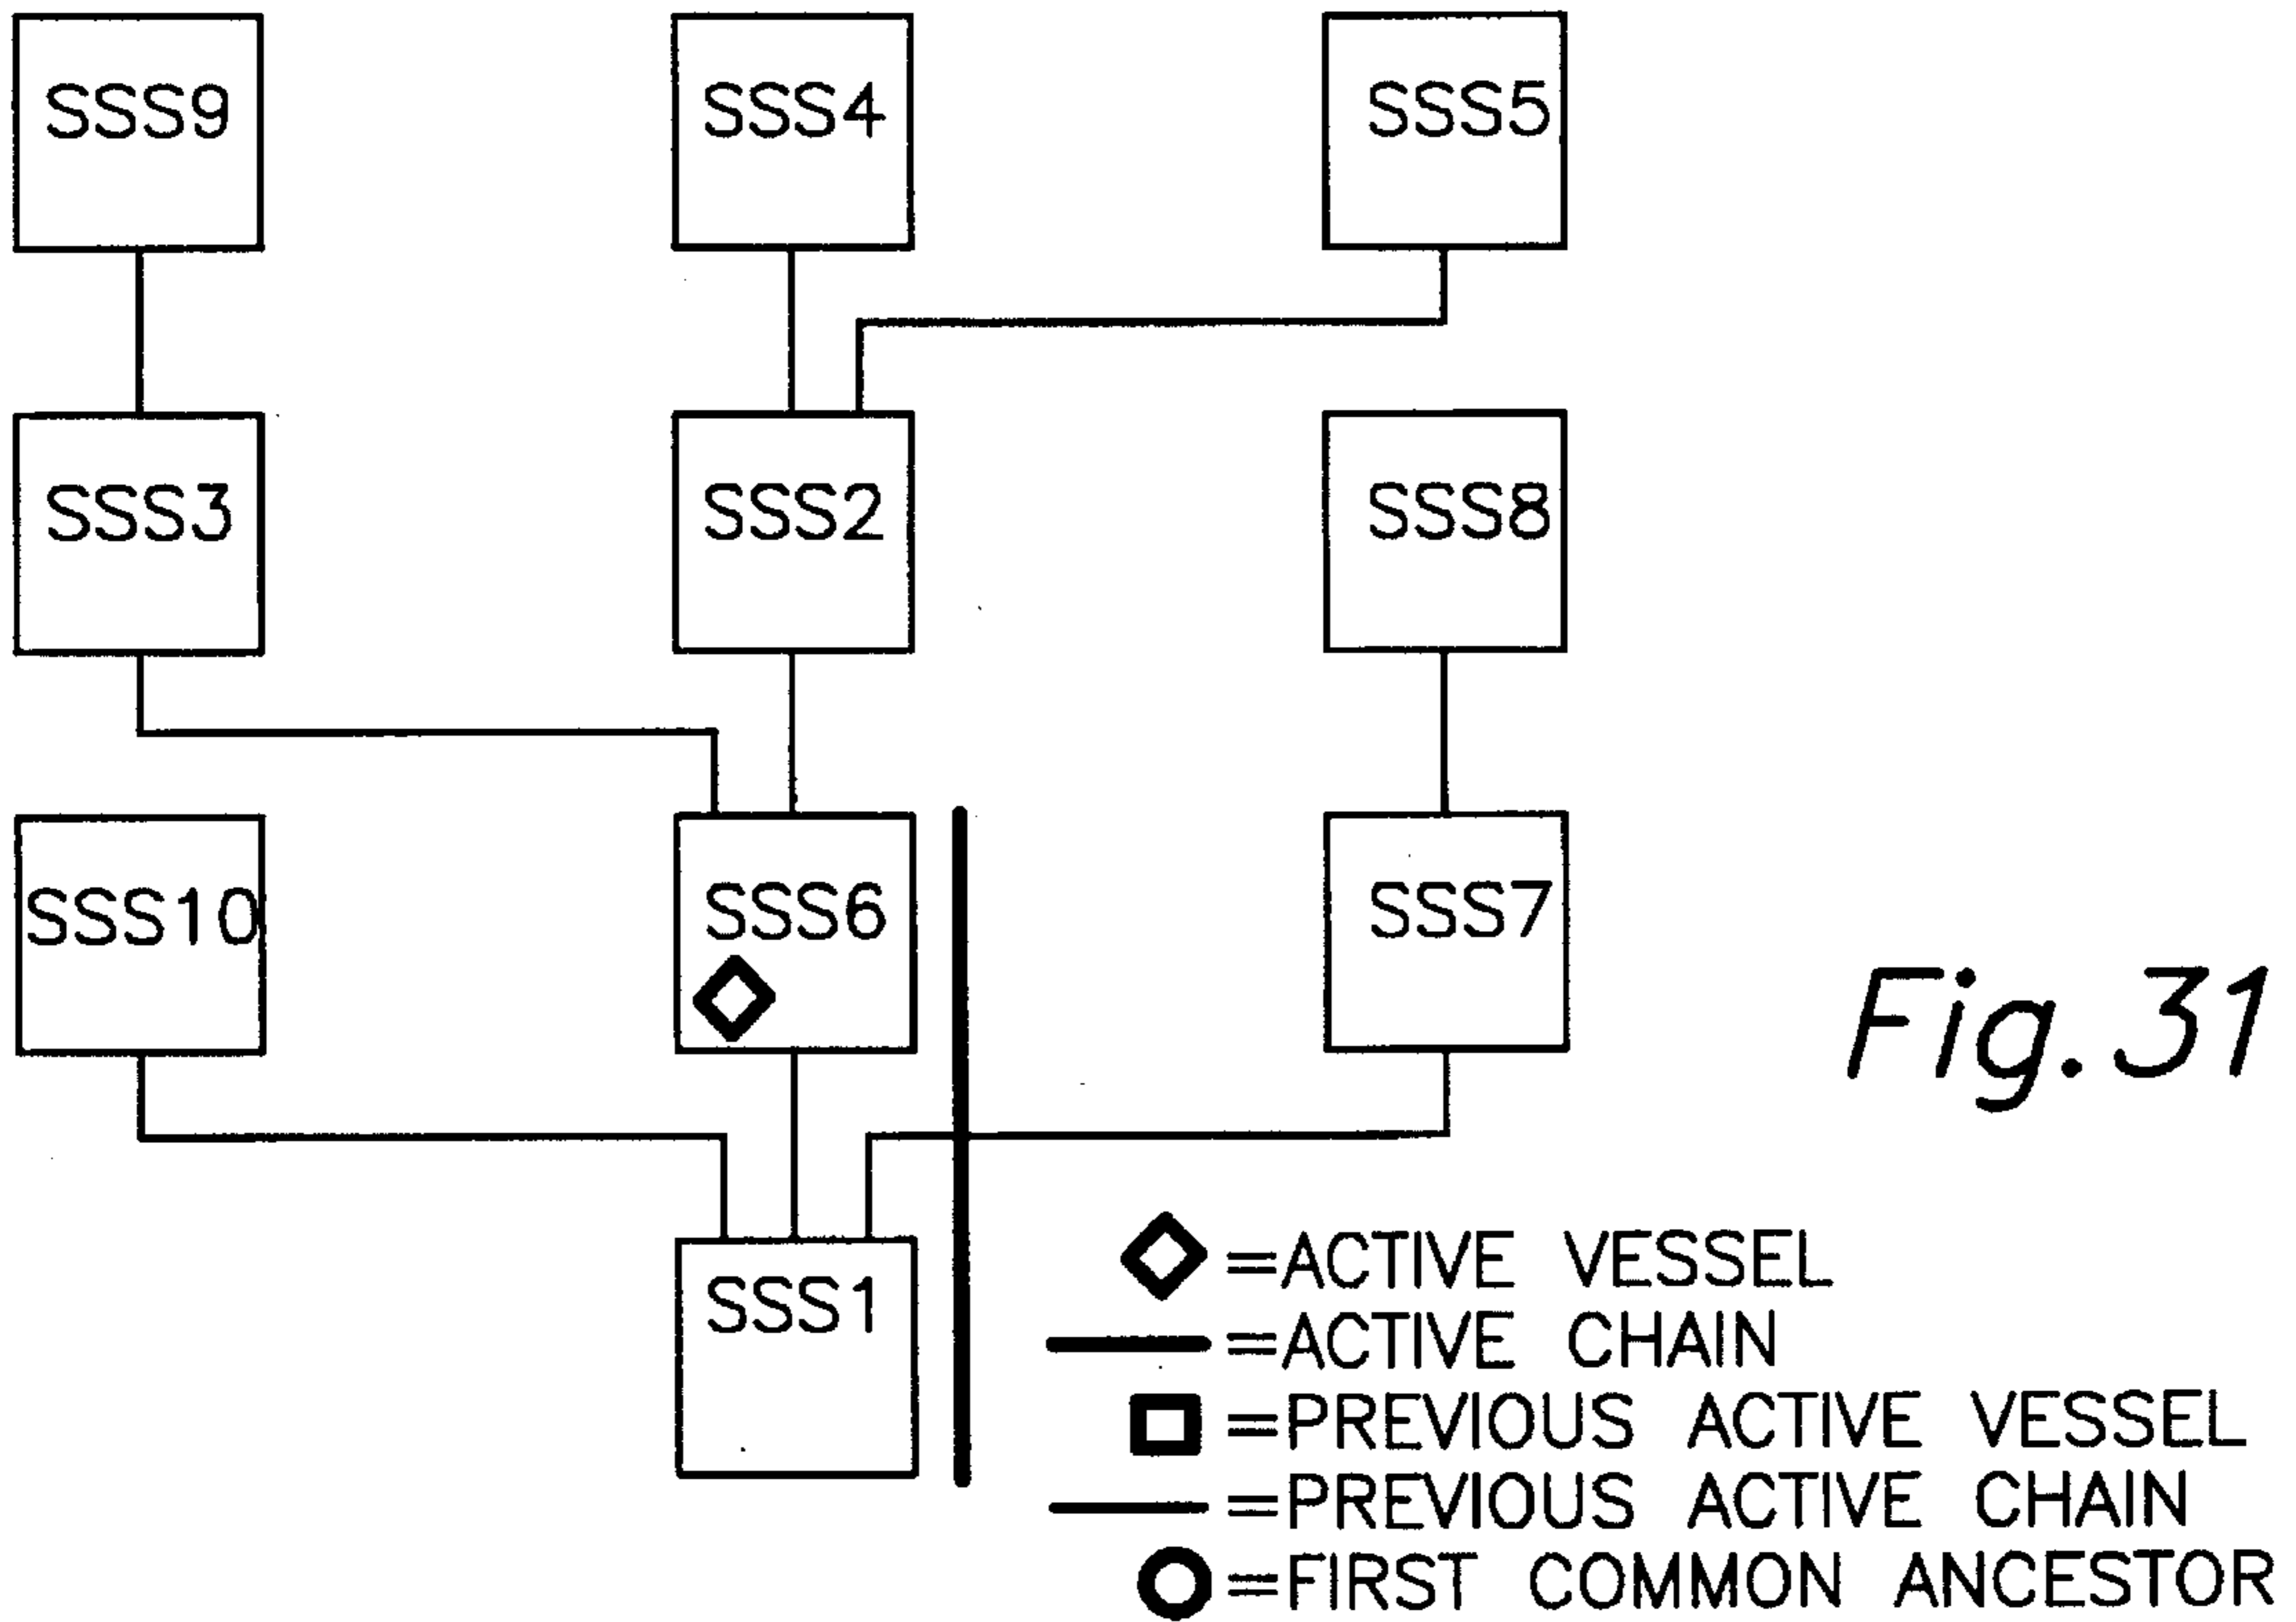 SSS9
SSS4
SSS5
SSS3
SSS2
SSS8
SSS10
SSS6
SSS7
Fig. 31
SSS1
=ACTIVE VESSEL
=ACTIVE CHAIN
=PREVIOUS ACTIVE VESSEL
=PREVIOUS ACTIVE CHAIN
=FIRST COMMON ANCESTOR